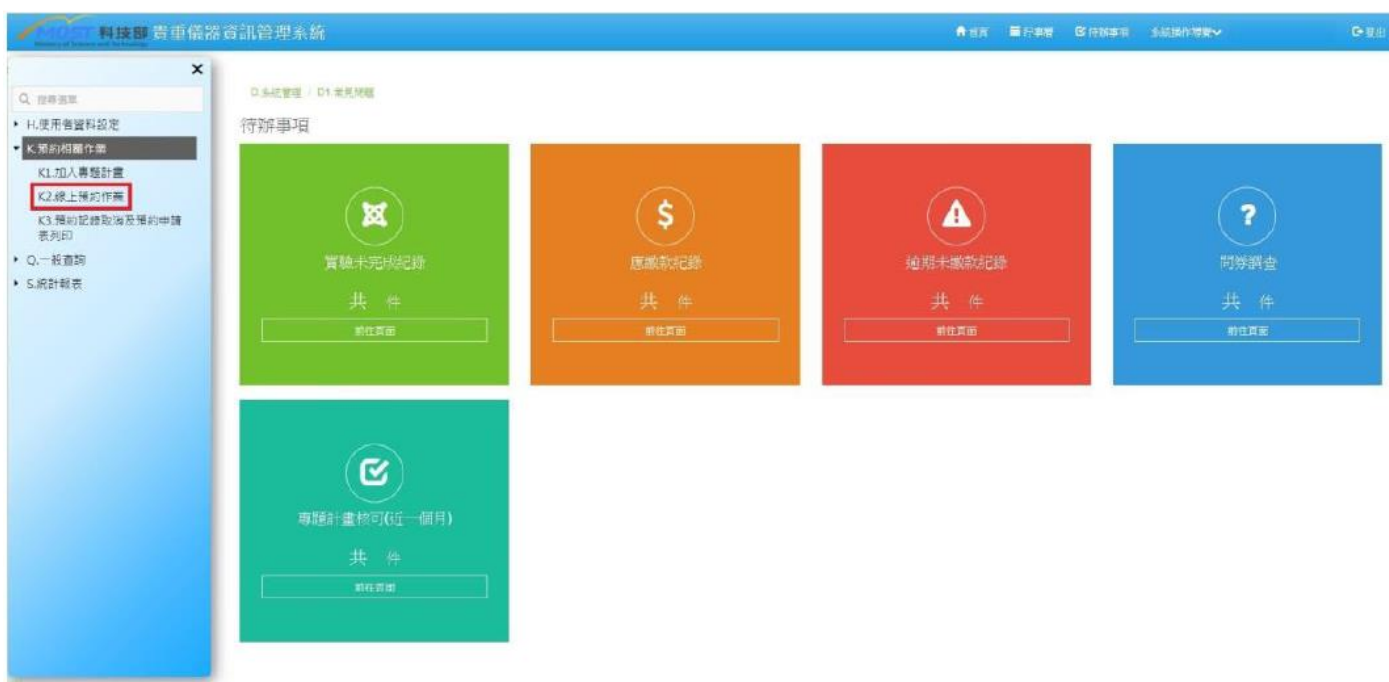 MOST 科技部 貴重儀器資訊管理系統
Ministry of Science and Technology
首頁 行事曆 待辦事項 系統操作導覽 登出
搜尋選單
H.使用者資料設定
K.預約相關作業
K1.加入專題計畫
K2.線上預約作業
K3.預約記錄取消及預約申請
表列印
Q.一般查詢
S.統計報表
D.系統管理 / D1.常見問題
待辦事項
實驗未完成紀錄
共 件
前往頁面
應繳款紀錄
共 件
前往頁面
逾期未繳款紀錄
共 件
前往頁面
問券調查
共 件
前往頁面
專題計畫核可(近一個月)
共 件
前往頁面